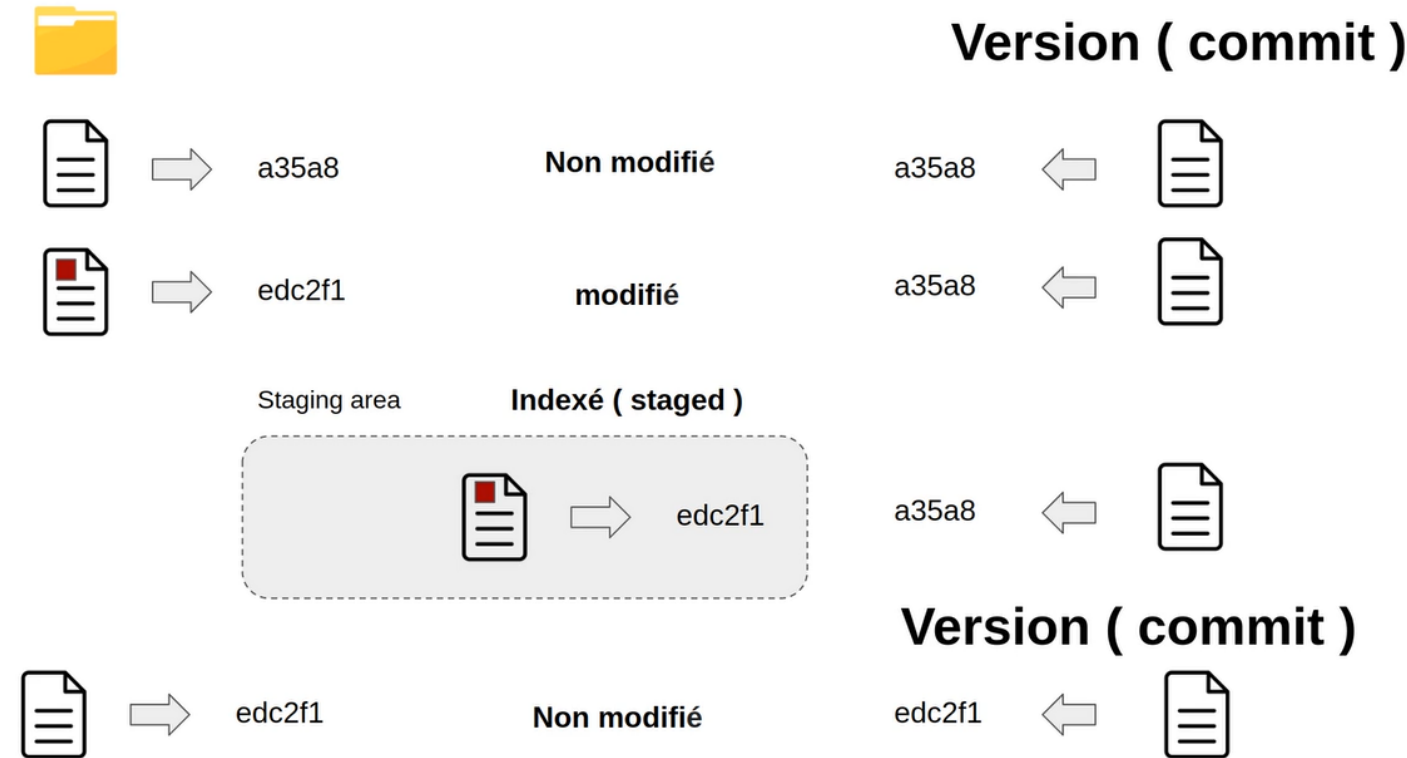 Version ( commit )
a35a8 Non modifié a35a8
edc2f1 modifié a35a8
Staging area Indexé ( staged )
edc2f1 a35a8
Version ( commit )
edc2f1 Non modifié edc2f1